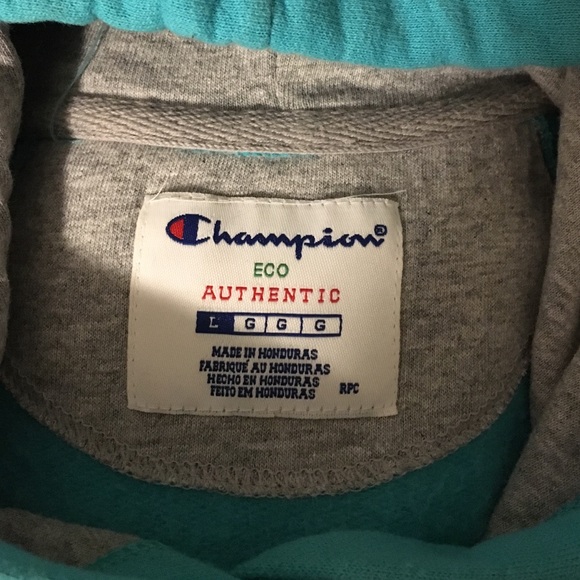 Champion®
ECO
AUTHENTIC
L G G G
MADE IN HONDURAS
FABRIQUÉ AU HONDURAS
HECHO EN HONDURAS
FEITO EM HONDURAS RPC